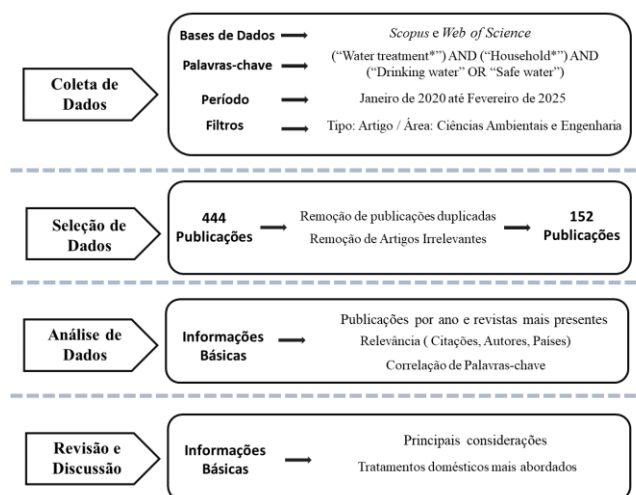 Coleta de
Dados
Bases de Dados
Scopus e Web of Science
Palavras-chave
(“Water treatment*”) AND (“Household*”) AND
(“Drinking water” OR “Safe water”)
Período
Janeiro de 2020 até Fevereiro de 2025
Filtros
Tipo: Artigo / Área: Ciências Ambientais e Engenharia
Seleção de
Dados
444
Publicações
Remoção de publicações duplicadas
Remoção de Artigos Irrelevantes
152
Publicações
Análise de
Dados
Informações
Básicas
Publicações por ano e revistas mais presentes
Relevância ( Citações, Autores, Países)
Correlação de Palavras-chave
Revisão e
Discussão
Informações
Básicas
Principais considerações
Tratamentos domésticos mais abordados